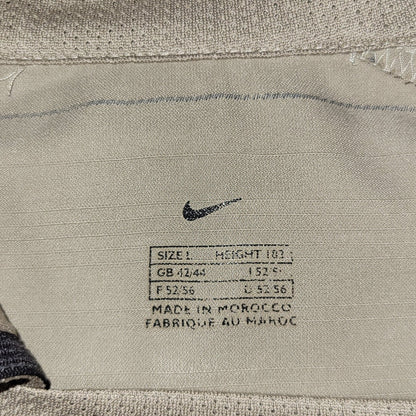 SIZE L HEIGHT 183
GB 42/44 I 52/5
F 52/56 D 52 56
MADE IN MOROCCO
FABRIQUE AU MAROC